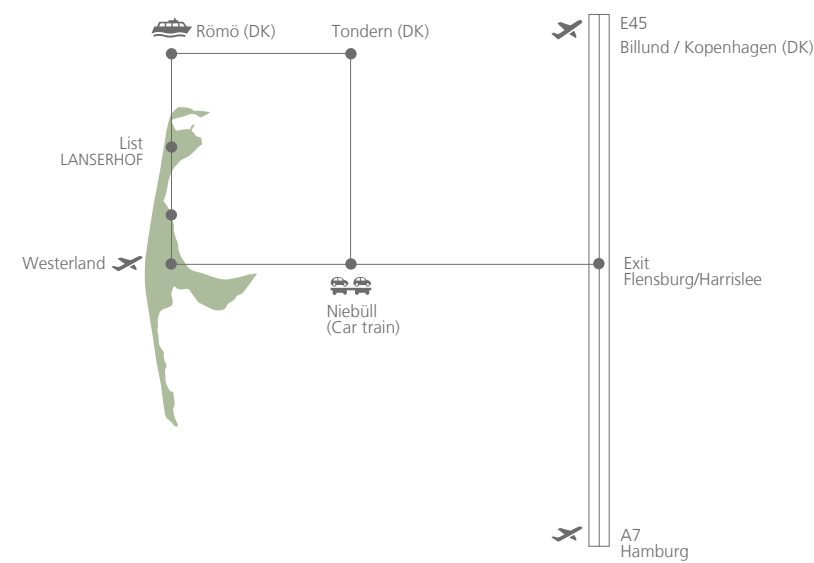 E45
Römö (DK)
Tondern (DK)
Billund / Kopenhagen (DK)
List
LANSERHOF
Westerland
Exit
Flensburg/Harrislee
Niebüll
(Car train)
A7
Hamburg